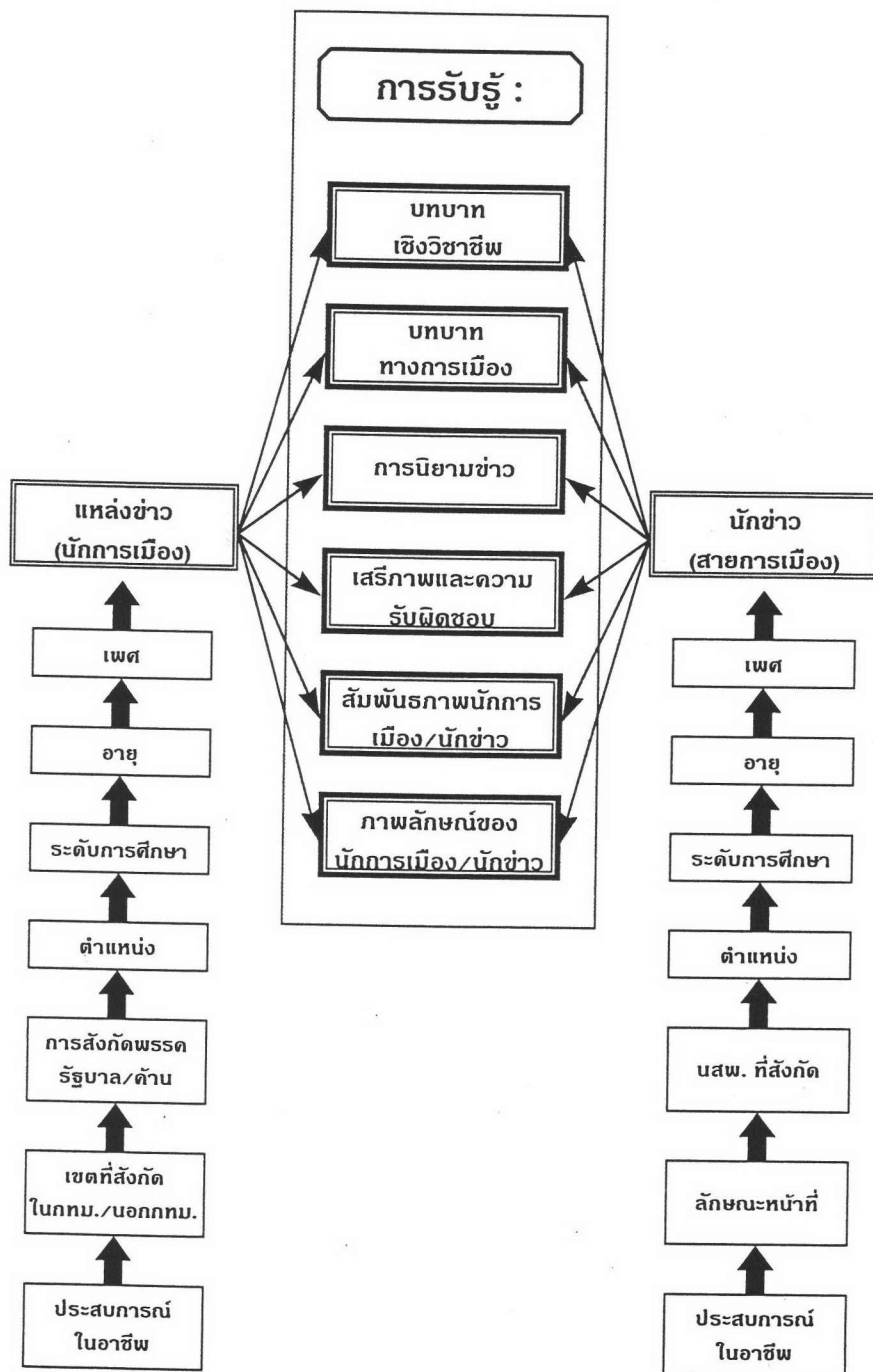 การรับรู้ :
บทบาท
เชิงวิชาชีพ
บทบาท
ทางการเมือง
การนิยามข่าว
เสรีภาพและความ
รับผิดชอบ
สัมพันธภาพนักการ
เมือง/นักข่าว
ภาพลักษณ์ของ
นักการเมือง/นักข่าว
แหล่งข่าว
(นักการเมือง)
เพศ
อายุ
ระดับการศึกษา
ตำแหน่ง
การสังกัดพรรค
รัฐบาล/ค้าน
เขตที่สังกัด
ในกทม./นอกกทม.
ประสบการณ์
ในอาชีพ
นักข่าว
(สายการเมือง)
เพศ
อายุ
ระดับการศึกษา
ตำแหน่ง
นสพ. ที่สังกัด
ลักษณะหน้าที่
ประสบการณ์
ในอาชีพ